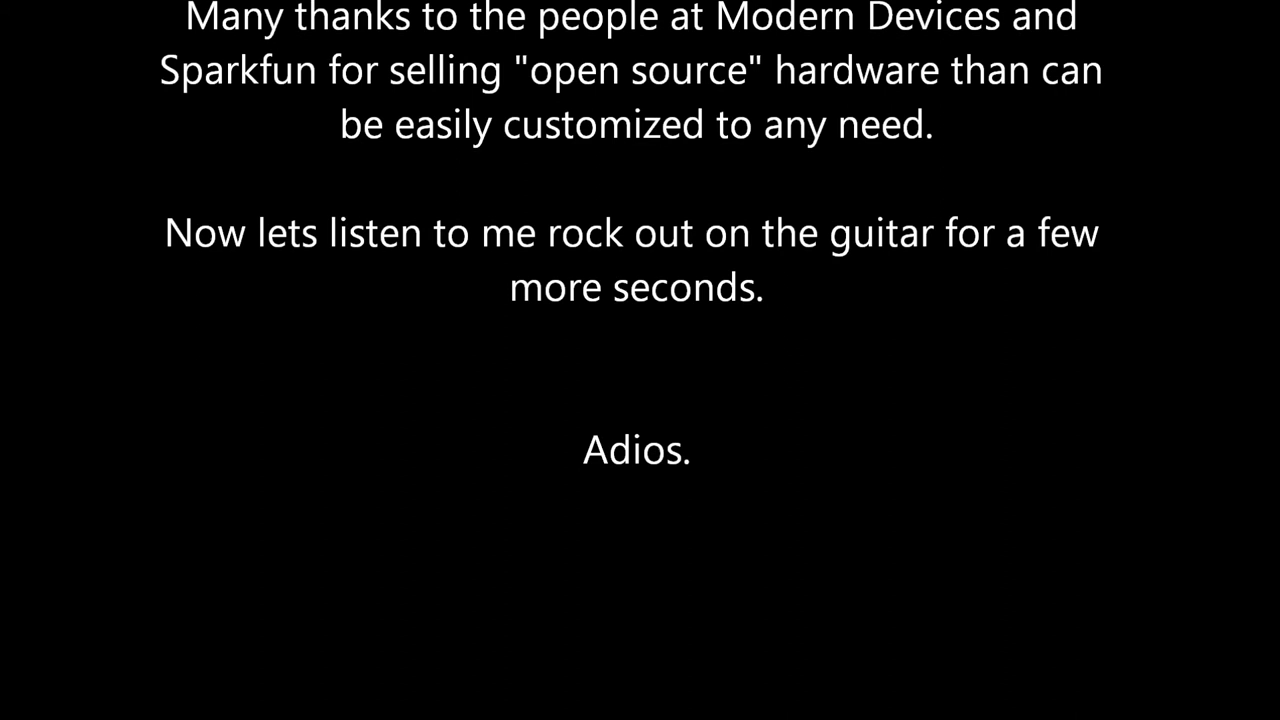 Many thanks to the people at Modern Devices and
Sparkfun for selling "open source" hardware than can
be easily customized to any need.
Now lets listen to me rock out on the guitar for a few
more seconds.
Adios.